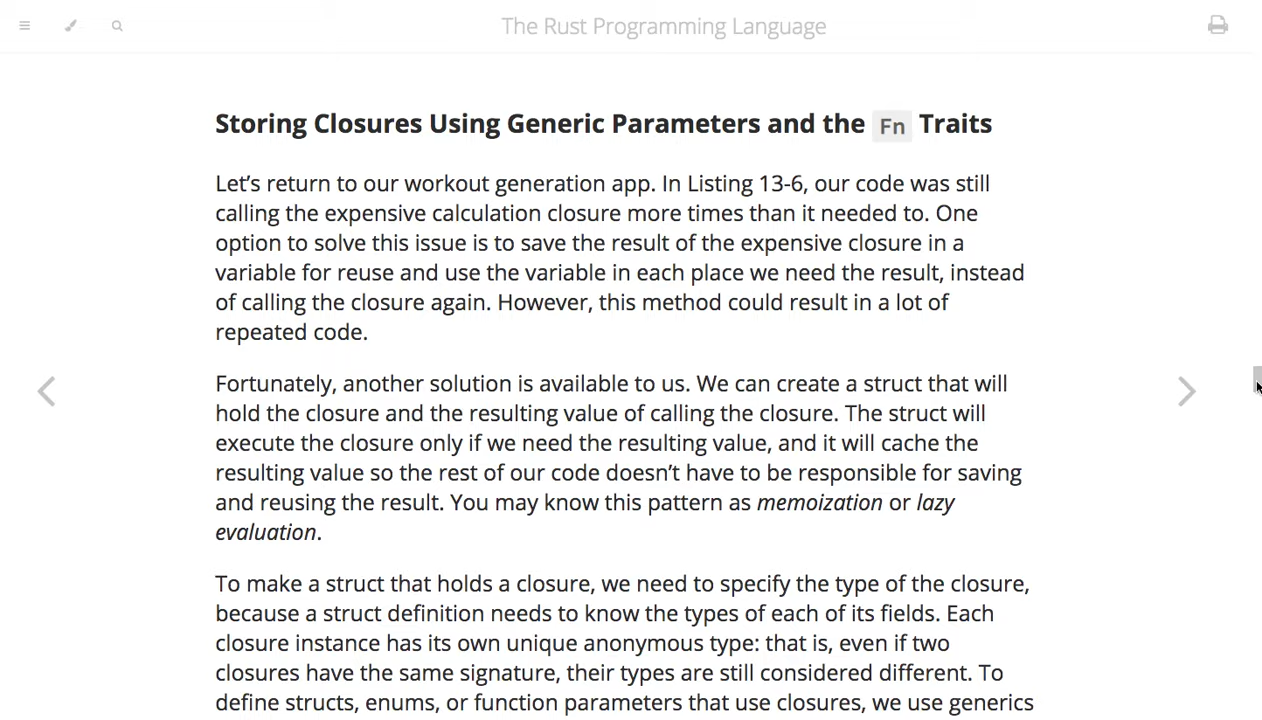 The Rust Programming Language
Storing Closures Using Generic Parameters and the Fn Traits
Let’s return to our workout generation app. In Listing 13-6, our code was still
calling the expensive calculation closure more times than it needed to. One
option to solve this issue is to save the result of the expensive closure in a
variable for reuse and use the variable in each place we need the result, instead
of calling the closure again. However, this method could result in a lot of
repeated code.
Fortunately, another solution is available to us. We can create a struct that will
hold the closure and the resulting value of calling the closure. The struct will
execute the closure only if we need the resulting value, and it will cache the
resulting value so the rest of our code doesn’t have to be responsible for saving
and reusing the result. You may know this pattern as memoization or lazy
evaluation.
To make a struct that holds a closure, we need to specify the type of the closure,
because a struct definition needs to know the types of each of its fields. Each
closure instance has its own unique anonymous type: that is, even if two
closures have the same signature, their types are still considered different. To
define structs, enums, or function parameters that use closures, we use generics